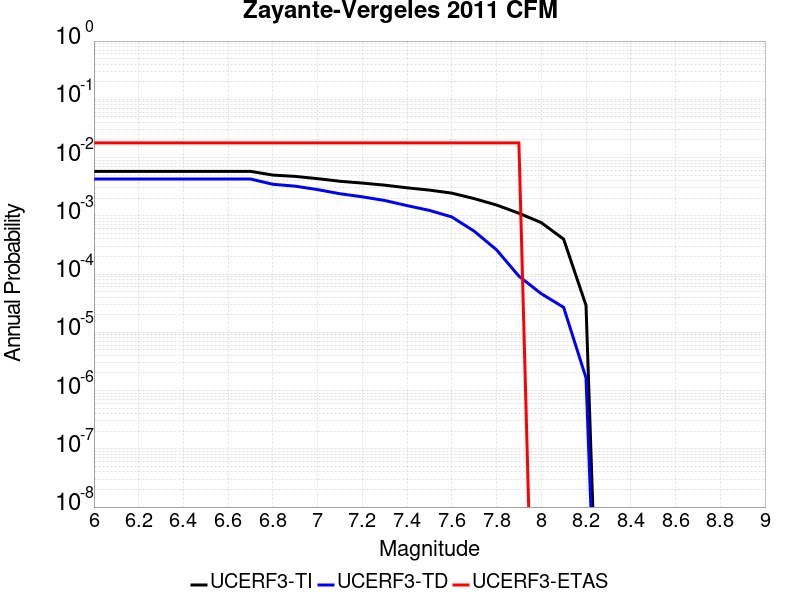 Zayante-Vergeles 2011 CFM
10^0
10^-1
10^-2
10^-3
10^-4
10^-5
10^-6
10^-7
10^-8
Annual Probability
6 6.2 6.4 6.6 6.8 7 7.2 7.4 7.6 7.8 8 8.2 8.4 8.6 8.8 9
Magnitude
UCERF3-TI UCERF3-TD UCERF3-ETAS